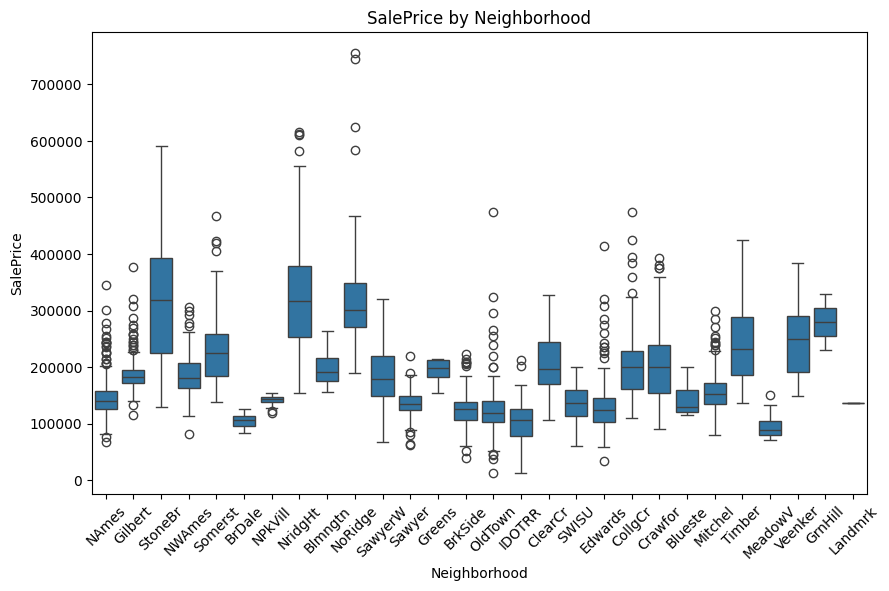 SalePrice by Neighborhood
SalePrice
700000
600000
500000
400000
300000
200000
100000
0
NAmes
Gilbert
StoneBr
NWAmes
Somerst
BrDale
NPkVill
NridgHt
Blmngtn
NoRidge
SawyerW
Sawyer
Greens
BrkSide
OldTown
IDOTRR
ClearCr
SWISU
Edwards
CollgCr
Crawfor
Blueste
Mitchel
Timber
MeadowV
Veenker
GrnHill
Landmrk
Neighborhood